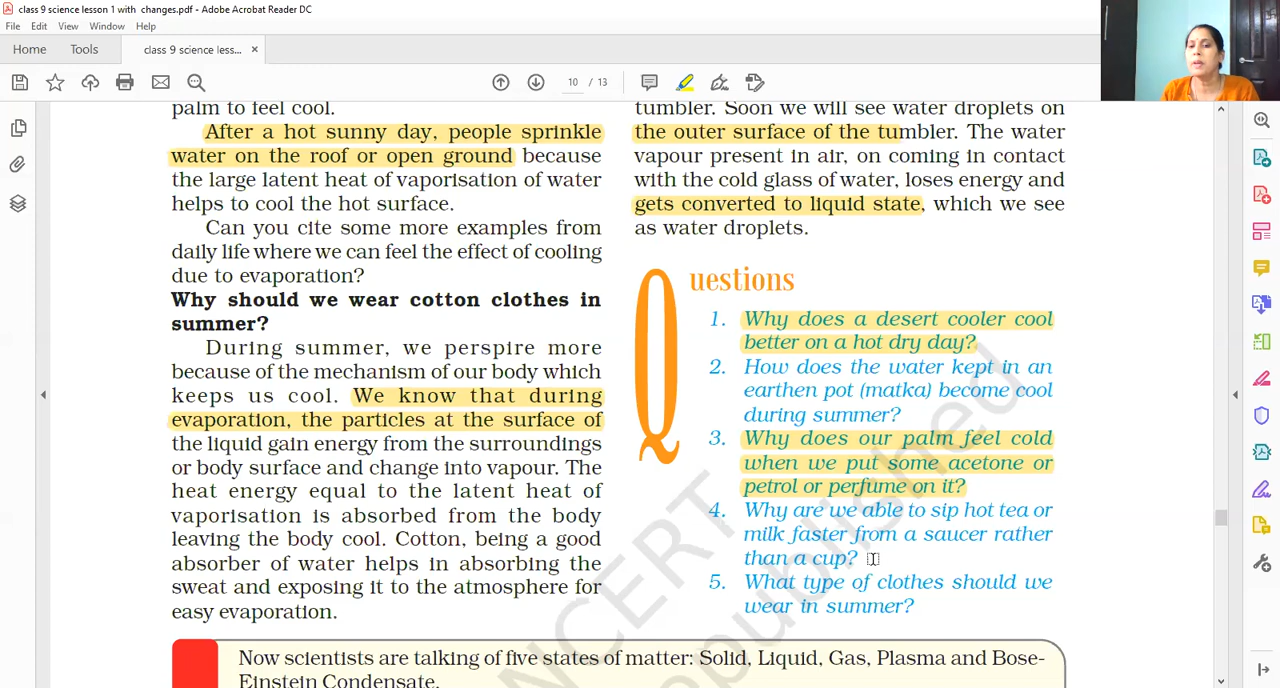 class 9 science lesson 1 with changes.pdf - Adobe Acrobat Reader DC
File Edit View Window Help
Home Tools class 9 science less... ×
10 / 13
palm to feel cool.
After a hot sunny day, people sprinkle
water on the roof or open ground because
the large latent heat of vaporisation of water
helps to cool the hot surface.
Can you cite some more examples from
daily life where we can feel the effect of cooling
due to evaporation?
Why should we wear cotton clothes in
summer?
During summer, we perspire more
because of the mechanism of our body which
keeps us cool. We know that during
evaporation, the particles at the surface of
the liquid gain energy from the surroundings
or body surface and change into vapour. The
heat energy equal to the latent heat of
vaporisation is absorbed from the body
leaving the body cool. Cotton, being a good
absorber of water helps in absorbing the
sweat and exposing it to the atmosphere for
easy evaporation.
tumbler. Soon we will see water droplets on
the outer surface of the tumbler. The water
vapour present in air, on coming in contact
with the cold glass of water, loses energy and
gets converted to liquid state, which we see
as water droplets.
Questions
1. Why does a desert cooler cool
better on a hot dry day?
2. How does the water kept in an
earthen pot (matka) become cool
during summer?
3. Why does our palm feel cold
when we put some acetone or
petrol or perfume on it?
4. Why are we able to sip hot tea or
milk faster from a saucer rather
than a cup?
5. What type of clothes should we
wear in summer?
Now scientists are talking of five states of matter: Solid, Liquid, Gas, Plasma and Bose-
Einstein Condensate.
NCERT
republished